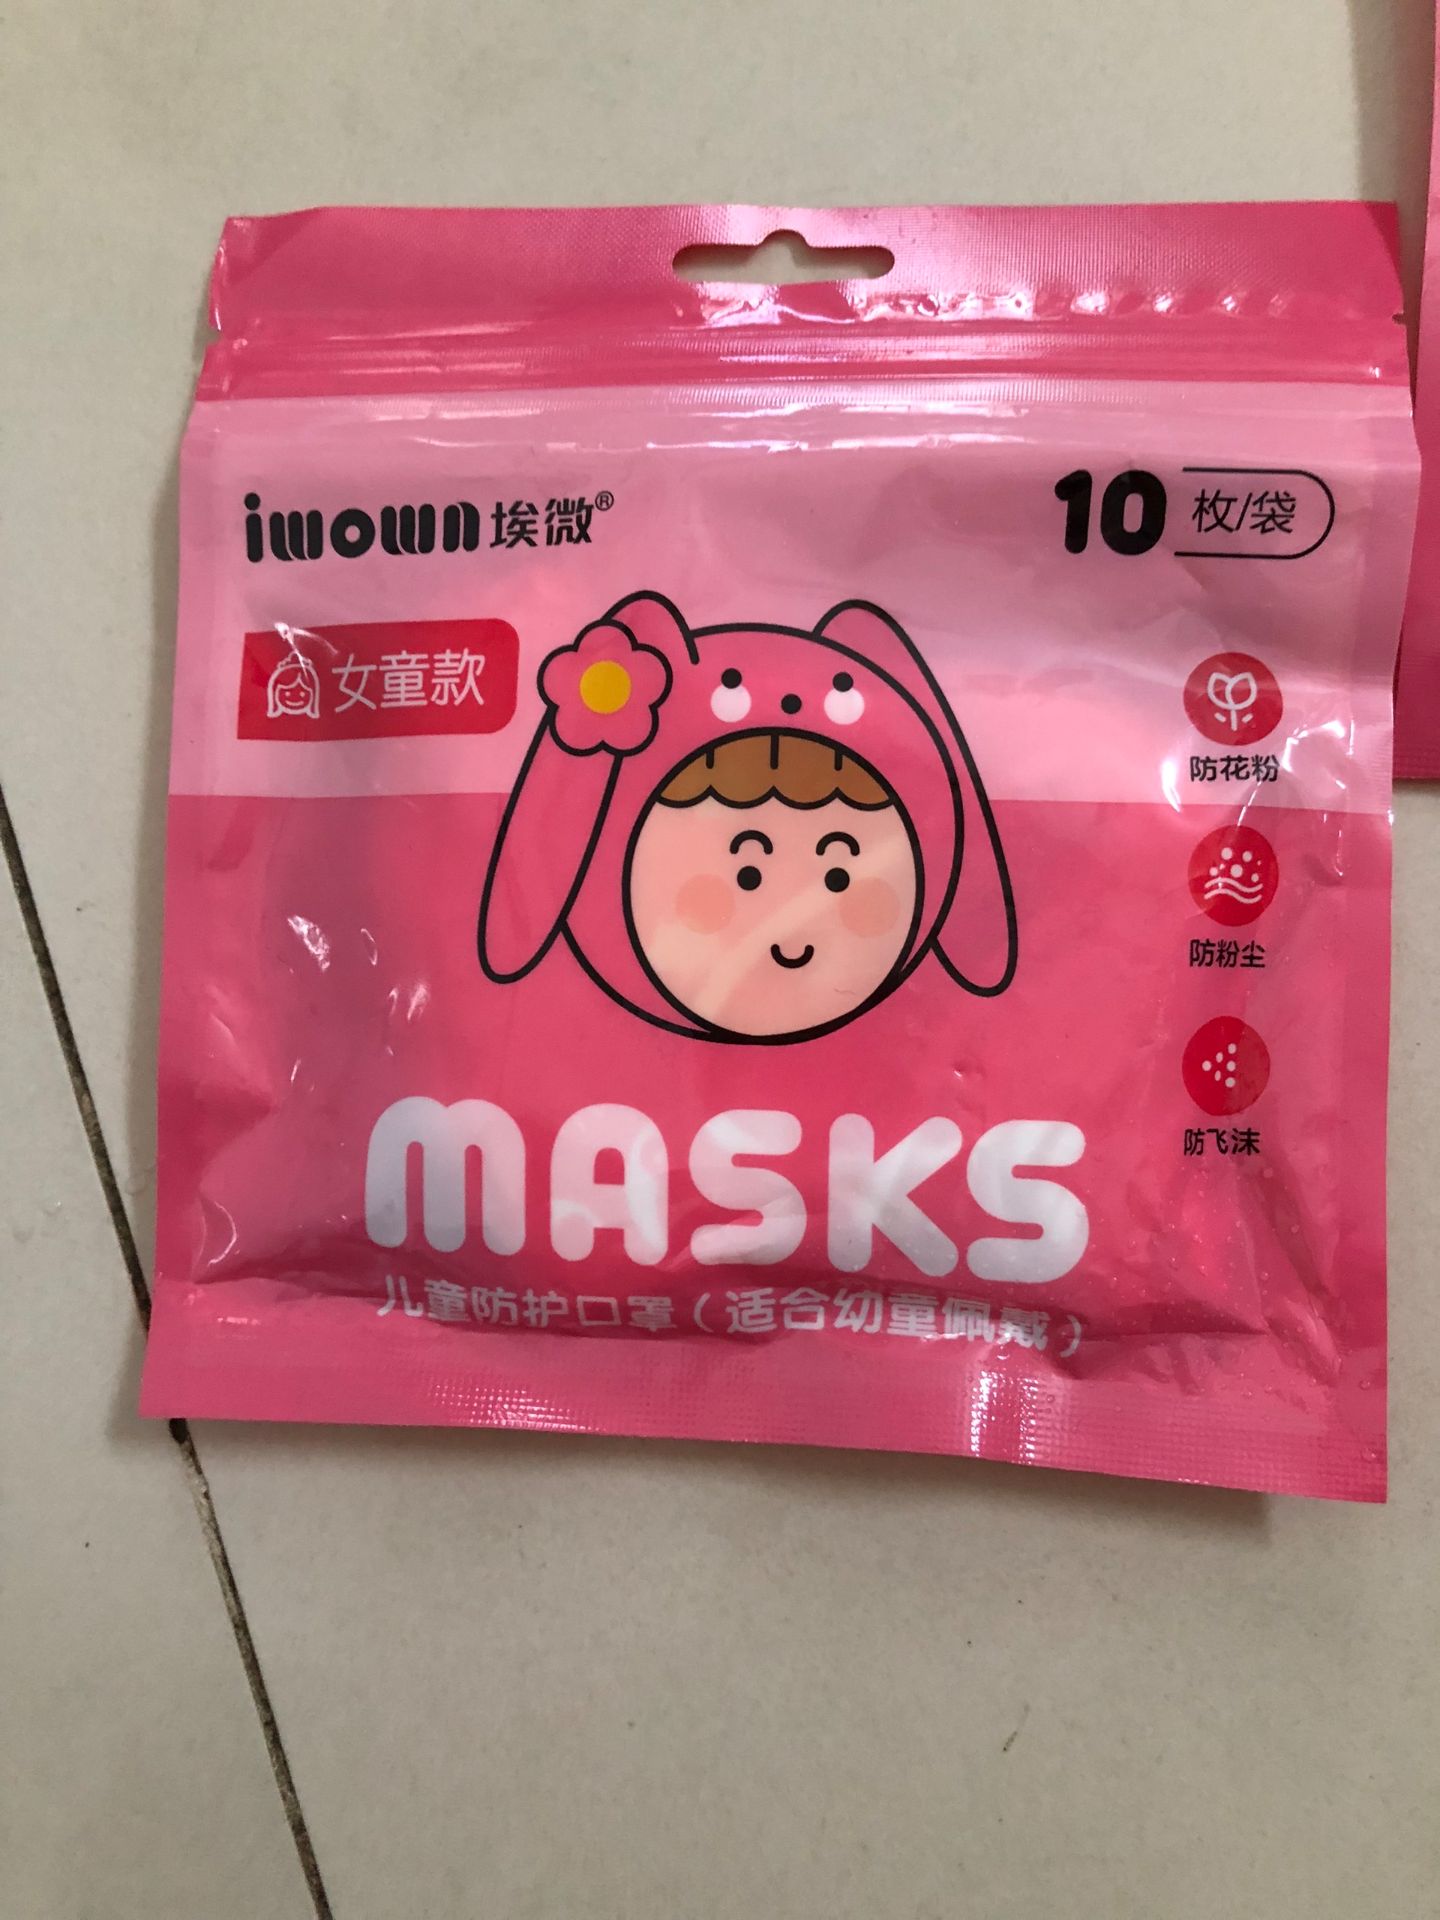 iwown埃微®
10 枚/袋
女童款
防花粉
防粉尘
防飞沫
MASKS
儿童防护口罩（适合幼童佩戴）